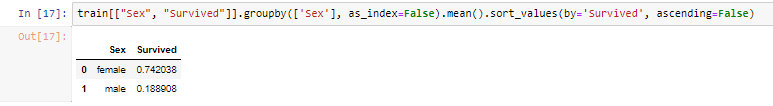 In [17]: train[["Sex", "Survived"]].groupby(['Sex'], as_index=False).mean().sort_values(by='Survived', ascending=False)
Out[17]:
Sex Survived
0 female 0.742038
1 male 0.188908